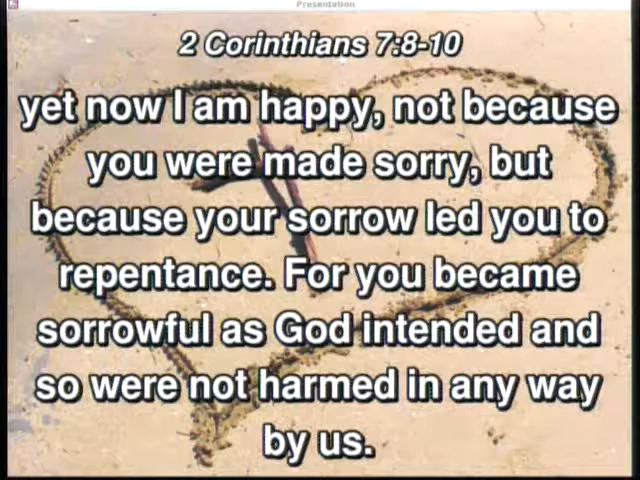 Presentation
2 Corinthians 7:8-10
yet now I am happy, not because
you were made sorry, but
because your sorrow led you to
repentance. For you became
sorrowful as God intended and
so were not harmed in any way
by us.